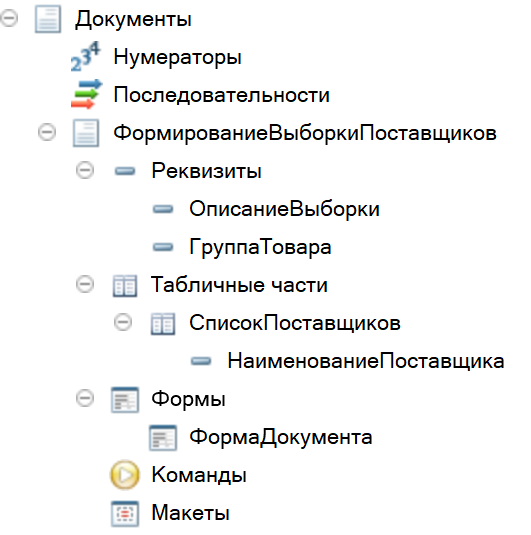 Документы
Нумераторы
Последовательности
ФормированиеВыборкиПоставщиков
Реквизиты
ОписаниеВыборки
ГруппаТовара
Табличные части
СписокПоставщиков
НаименованиеПоставщика
Формы
ФормаДокумента
Команды
Макеты